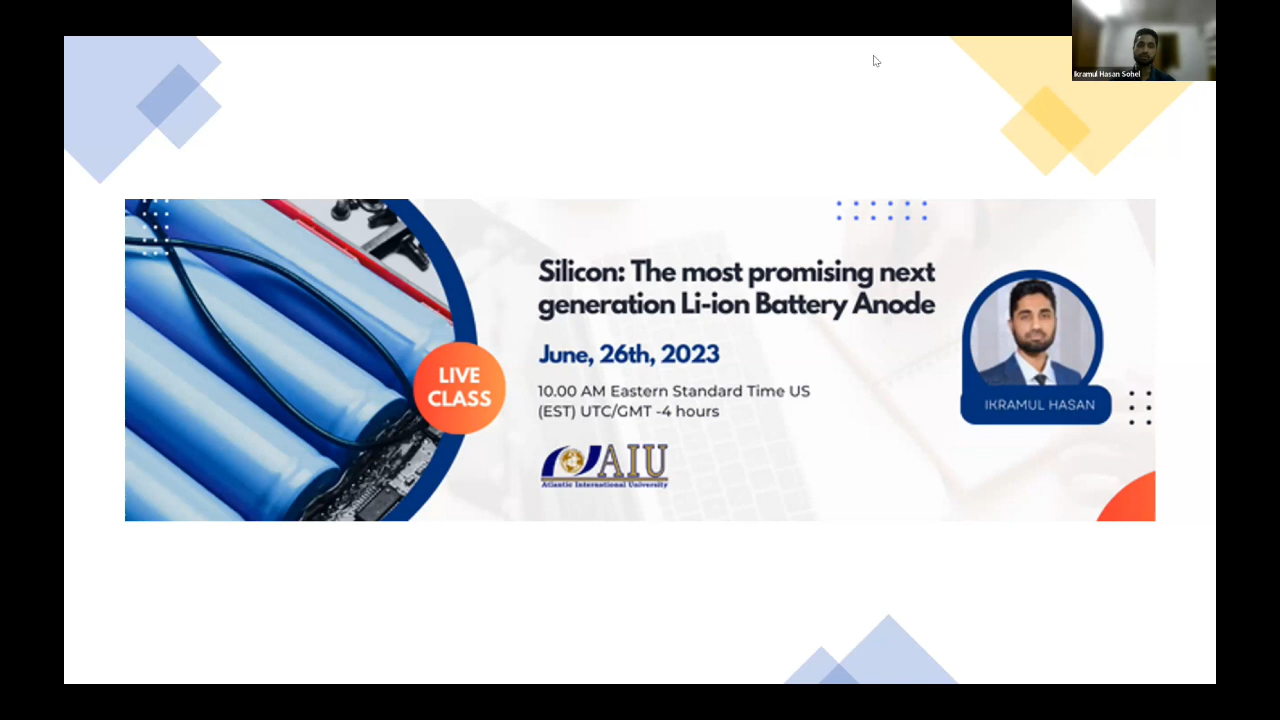 Ikramul Hasan Sohel
Silicon: The most promising next
generation Li-ion Battery Anode
June, 26th, 2023
10.00 AM Eastern Standard Time US
(EST) UTC/GMT -4 hours
LIVE
CLASS
IKRAMUL HASAN
AIU
Atlantic International University